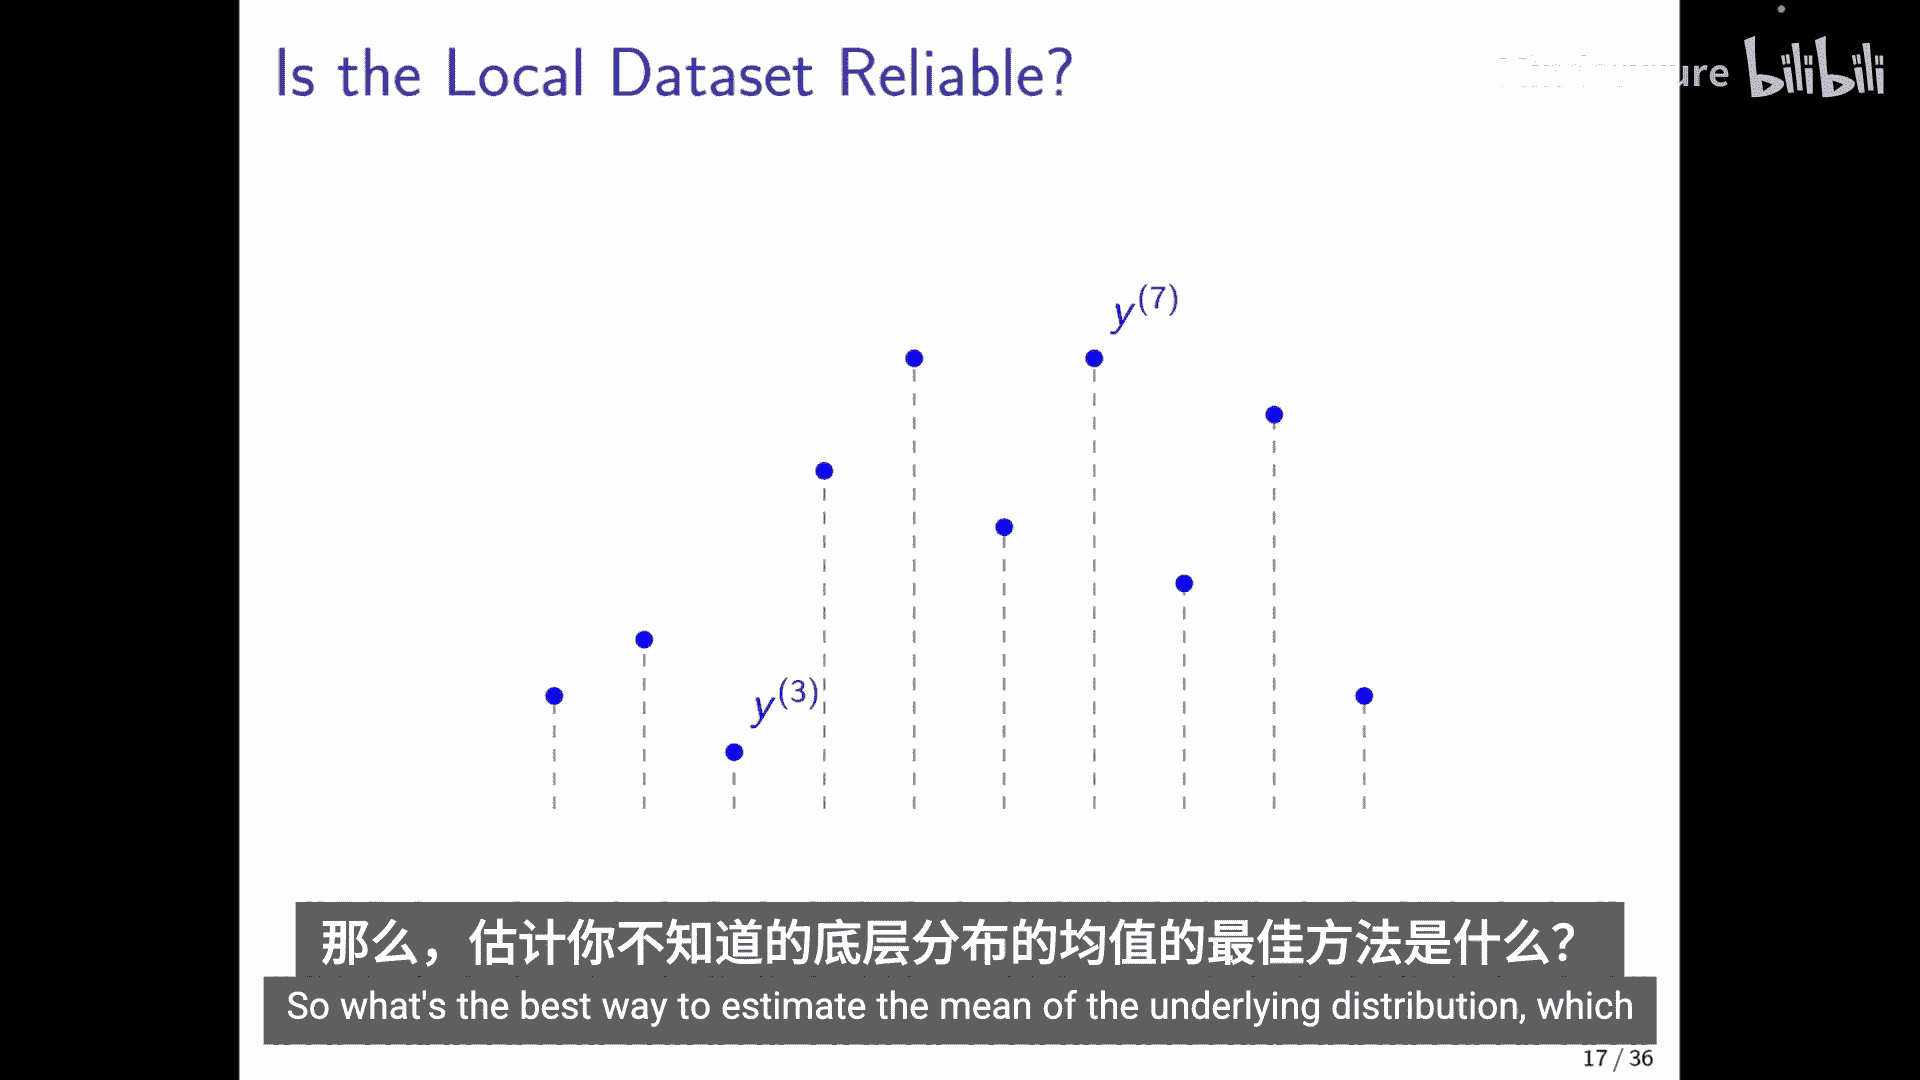 Is the Local Dataset Reliable?
bilibili
y^(7)
y^(3)
那么，估计你不知道的底层分布的均值的最佳方法是什么？
So what's the best way to estimate the mean of the underlying distribution, which
17 / 36